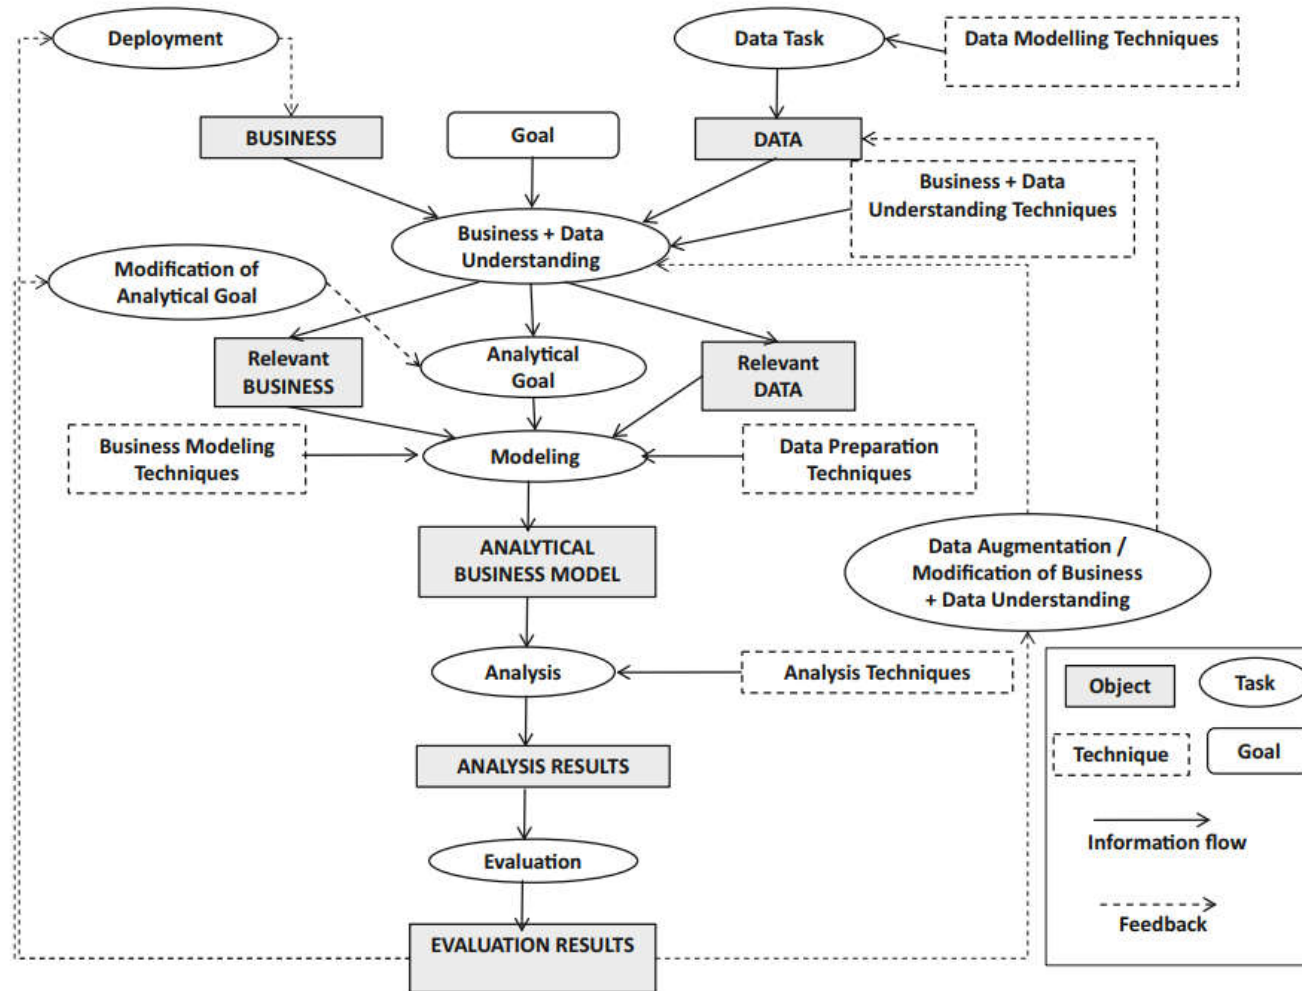 Deployment
Data Task
Data Modelling Techniques
BUSINESS
Goal
DATA
Business + Data
Understanding Techniques
Business + Data
Understanding
Modification of
Analytical Goal
Relevant
BUSINESS
Analytical
Goal
Relevant
DATA
Business Modeling
Techniques
Modeling
Data Preparation
Techniques
ANALYTICAL
BUSINESS MODEL
Data Augmentation /
Modification of Business
+ Data Understanding
Analysis
Analysis Techniques
Object
Task
Technique
Goal
ANALYSIS RESULTS
Information flow
Evaluation
Feedback
EVALUATION RESULTS